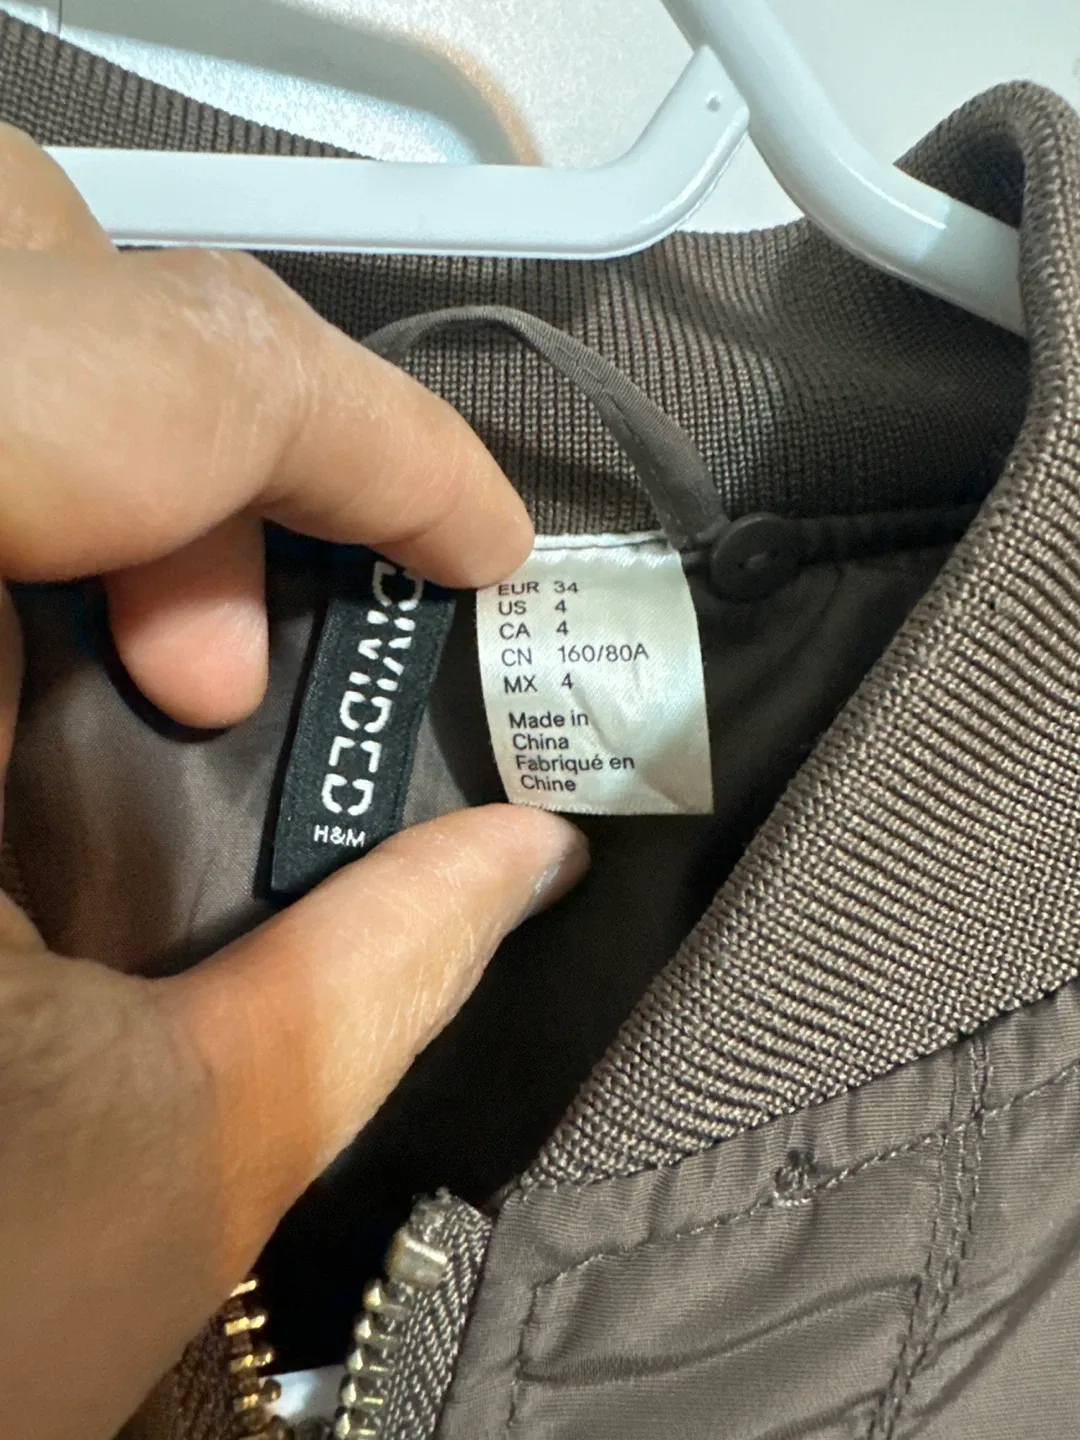 DIVIDED
H&M
EUR 34
US 4
CA 4
CN 160/80A
MX 4
Made in
China
Fabriqué en
Chine